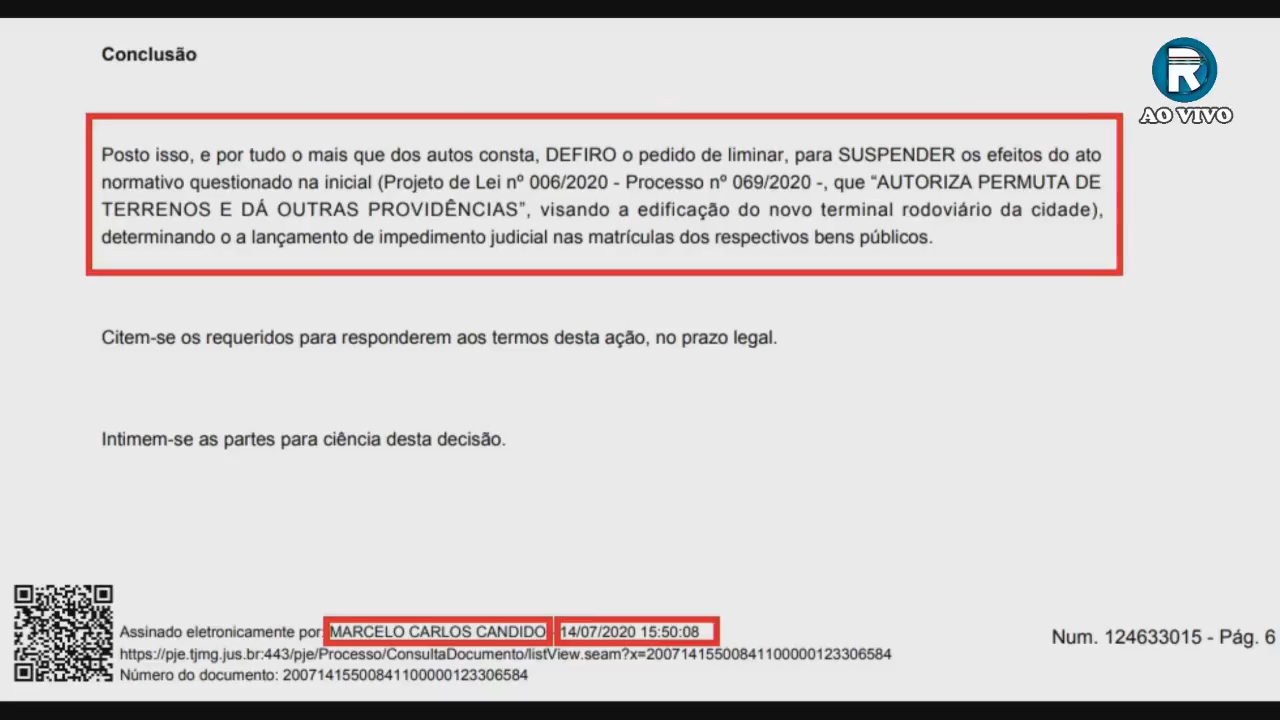 Conclusão
R
AO VIVO
Posto isso, e por tudo o mais que dos autos consta, DEFIRO o pedido de liminar, para SUSPENDER os efeitos do ato
normativo questionado na inicial (Projeto de Lei nº 006/2020 - Processo nº 069/2020 -, que “AUTORIZA PERMUTA DE
TERRENOS E DÁ OUTRAS PROVIDÊNCIAS”, visando a edificação do novo terminal rodoviário da cidade),
determinando o a lançamento de impedimento judicial nas matrículas dos respectivos bens públicos.
Citem-se os requeridos para responderem aos termos desta ação, no prazo legal.
Intimem-se as partes para ciência desta decisão.
Assinado eletronicamente por: MARCELO CARLOS CANDIDO - 14/07/2020 15:50:08
https://pje.tjmg.jus.br:443/pje/Processo/ConsultaDocumento/listView.seam?x=20071415500841100000123306584
Número do documento: 20071415500841100000123306584
Num. 124633015 - Pág. 6